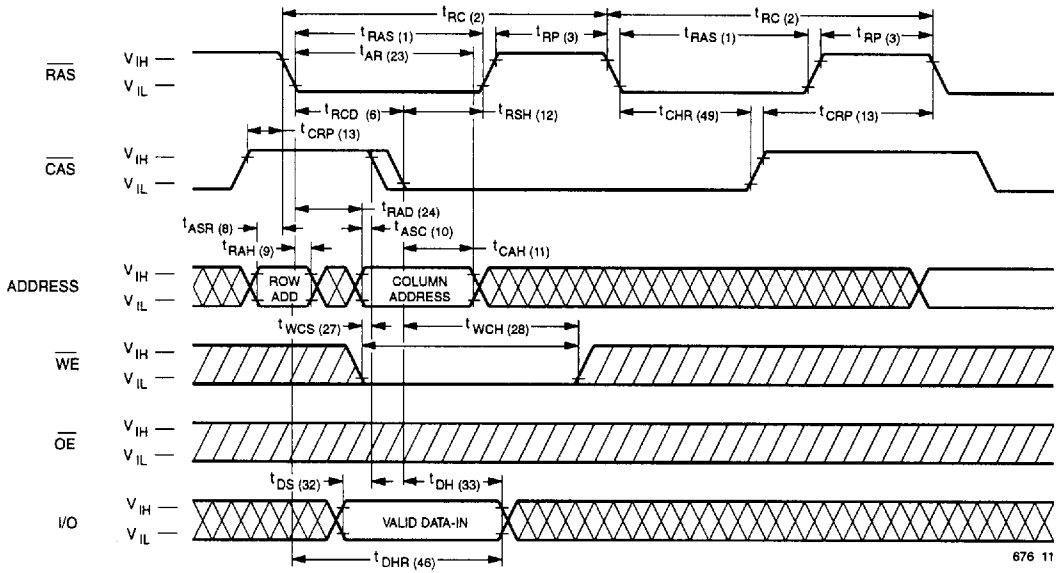 tRC (2) tRC (2)
tRAS (1) tRP (3) tRAS (1) tRP (3)
tAR (23)
RAS VIH
VIL
tRCD (6) tRSH (12) tCHR (49) tCRP (13)
tCRP (13)
CAS VIH
VIL
tRAD (24)
tASR (8) tASC (10)
tRAH (9) tCAH (11)
ADDRESS VIH ROW ADD COLUMN ADDRESS
VIL
tWCS (27) tWCH (28)
WE VIH
VIL
OE VIH
VIL
tDS (32) tDH (33)
I/O VIH VALID DATA-IN
VIL
tDHR (46)
676 11